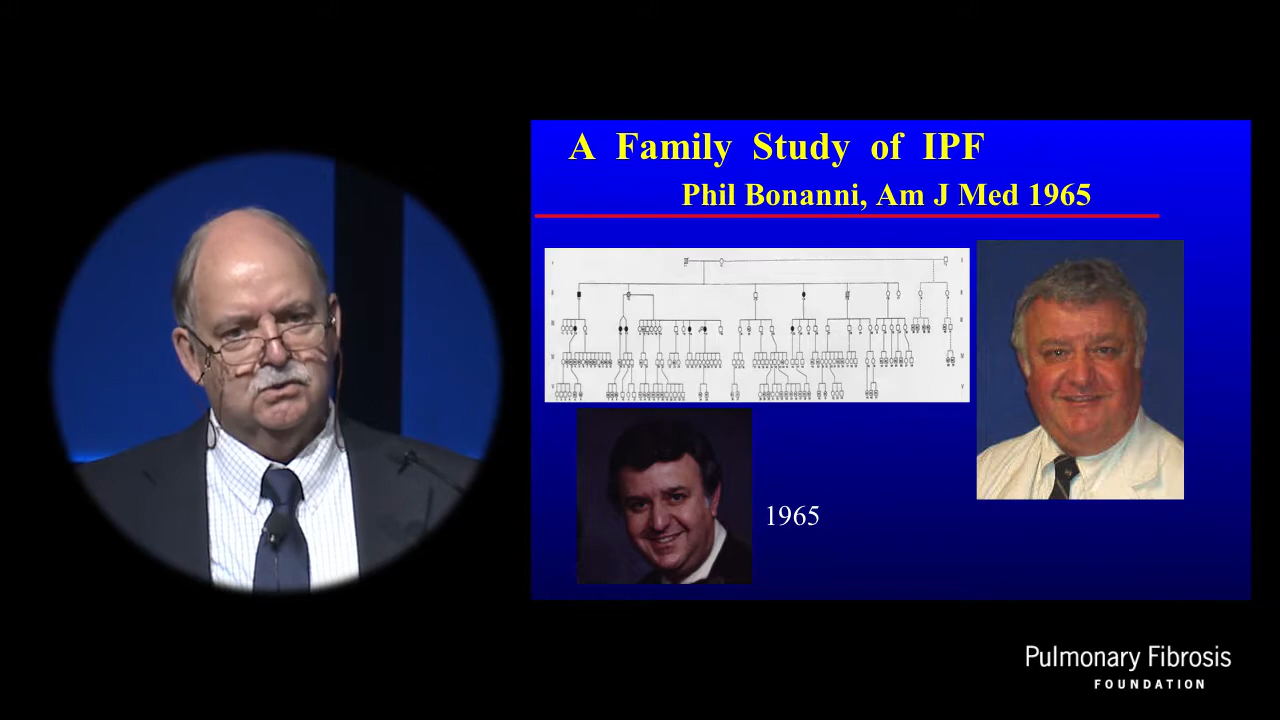 A Family Study of IPF
Phil Bonanni, Am J Med 1965
1965
Pulmonary Fibrosis
FOUNDATION